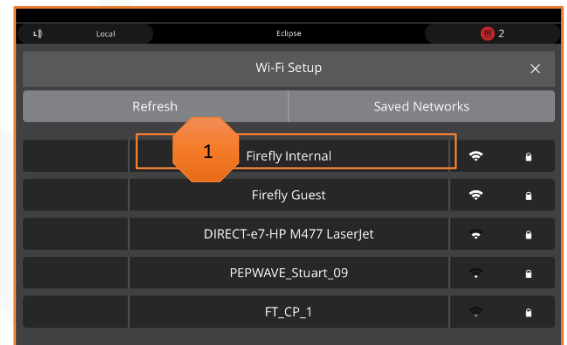 Local Eclipse 2
Wi-Fi Setup
Refresh Saved Networks
1 Firefly Internal
Firefly Guest
DIRECT-e7-HP M477 LaserJet
PEPWAVE_Stuart_09
FT_CP_1